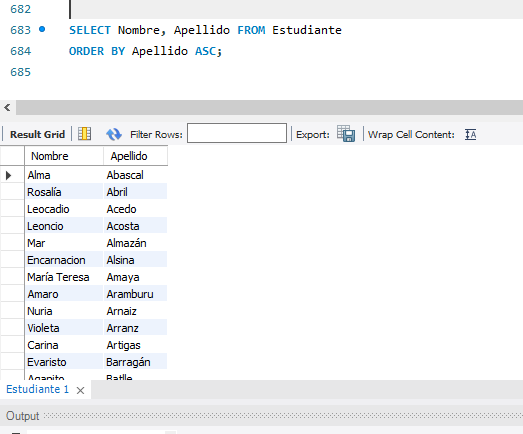 682
683 SELECT Nombre, Apellido FROM Estudiante
684 ORDER BY Apellido ASC;
685
Result Grid Filter Rows: Export: Wrap Cell Content: IA
Nombre Apellido
Alma Abascal
Rosalía Abril
Leocadio Acedo
Leoncio Acosta
Mar Almazán
Encarnacion Alsina
María Teresa Amaya
Amaro Aramburu
Nuria Arnaiz
Violeta Arranz
Carina Artigas
Evaristo Barragán
Agapito Batlle
Estudiante 1
Output